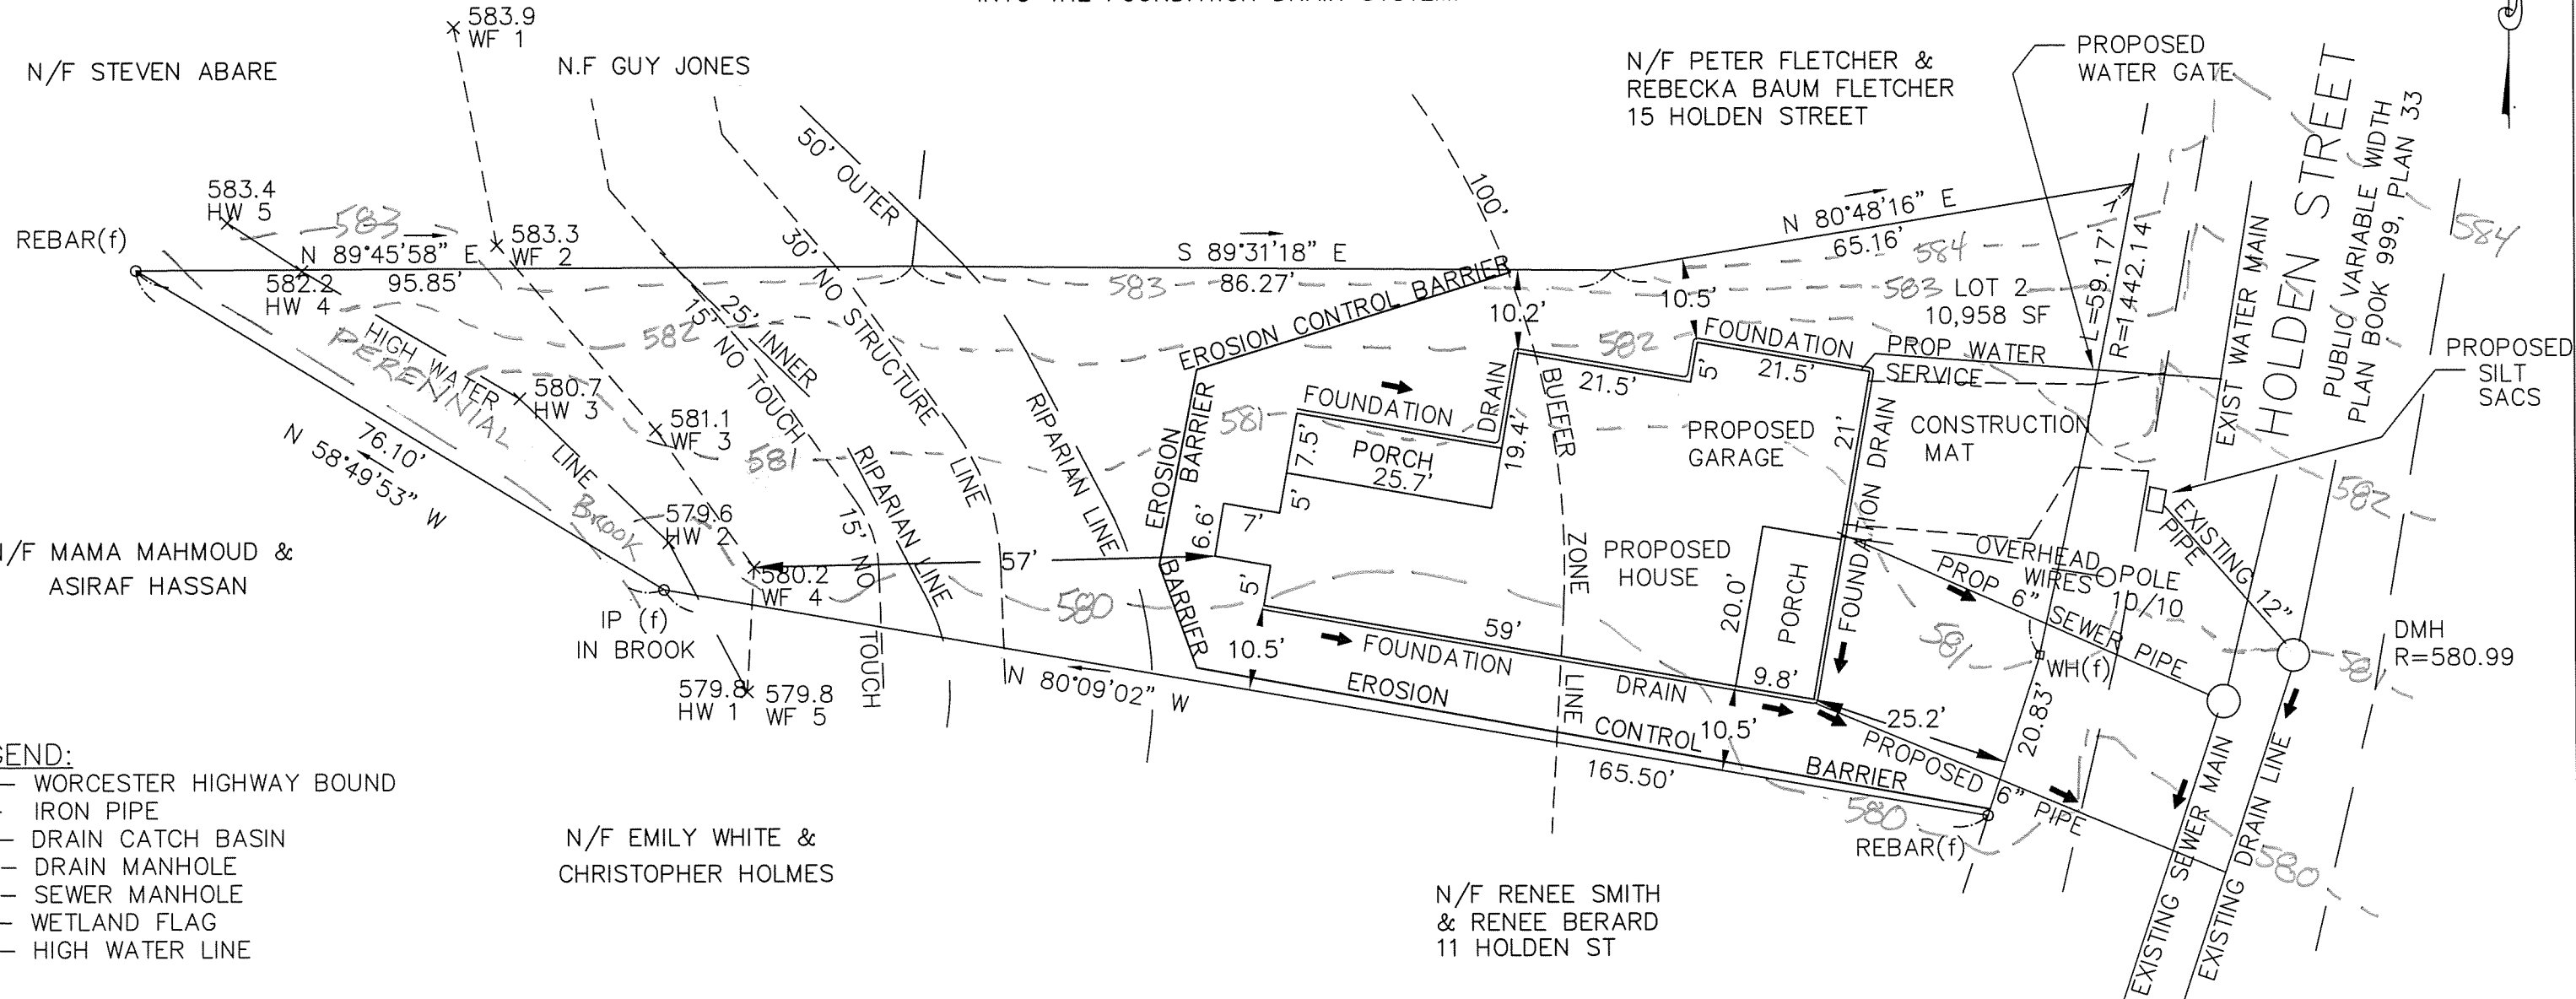 583.9
WF 1
N/F STEVEN ABARE
N.F GUY JONES
50' OUTER
N/F PETER FLETCHER &
REBECKA BAUM FLETCHER
15 HOLDEN STREET
PROPOSED
WATER GATE
HOLDEN STREET
PUBLIC VARIABLE WIDTH
PLAN BOOK 999, PLAN 33
583.4
HW 5
583
REBAR(f)
N 89°45'58" E
95.85'
583.3
WF 2
582.2
HW 4
30' NO STRUCTURE LINE
100' BUFFER ZONE LINE
S 89°31'18" E
86.27'
583
N 80°48'16" E
65.16'
584
583
LOT 2
10,958 SF
L=59.17'
R=1,442.14'
EXIST WATER MAIN
584
PROPOSED
SILT
SACS
HIGH WATER LINE
PERENNIAL
BROOK
582
25' INNER
RIPARIAN LINE
15' NO TOUCH
15' NO TOUCH
RIPARIAN LINE
EROSION CONTROL BARRIER
EROSION
BARRIER
BARRIER
10.2'
10.5'
582
FOUNDATION
21.5'
5'
21.5'
PROP WATER
SERVICE
FOUNDATION
DRAIN
580.7
HW 3
581.1
WF 3
581
581
7.5'
PORCH
25.7'
19.4'
PROPOSED
GARAGE
21'
FOUNDATION DRAIN
CONSTRUCTION
MAT
582
76.10'
N 58°49'53" W
579.6
HW 2
5'
7'
6.6'
57'
5'
580.2
WF 4
580
PROPOSED
HOUSE
20.0'
PORCH
OVERHEAD
WIRES
POLE
10/10
EXISTING
PIPE
12"
PROP 6" SEWER PIPE
N/F MAMA MAHMOUD &
ASIRAF HASSAN
IP (f)
IN BROOK
59'
FOUNDATION
DRAIN
9.8'
10.5'
581
WH(f)
DMH
R=580.99
581
579.8
HW 1
579.8
WF 5
N 80°09'02" W
165.50'
EROSION
CONTROL
BARRIER
10.5'
25.2'
20.83'
PROPOSED 6" PIPE
580
REBAR(f)
580
EXISTING SEWER MAIN
EXISTING DRAIN LINE
WORCESTER HIGHWAY BOUND
IRON PIPE
DRAIN CATCH BASIN
DRAIN MANHOLE
SEWER MANHOLE
WETLAND FLAG
HIGH WATER LINE
N/F EMILY WHITE &
CHRISTOPHER HOLMES
N/F RENEE SMITH
& RENEE BERARD
11 HOLDEN ST